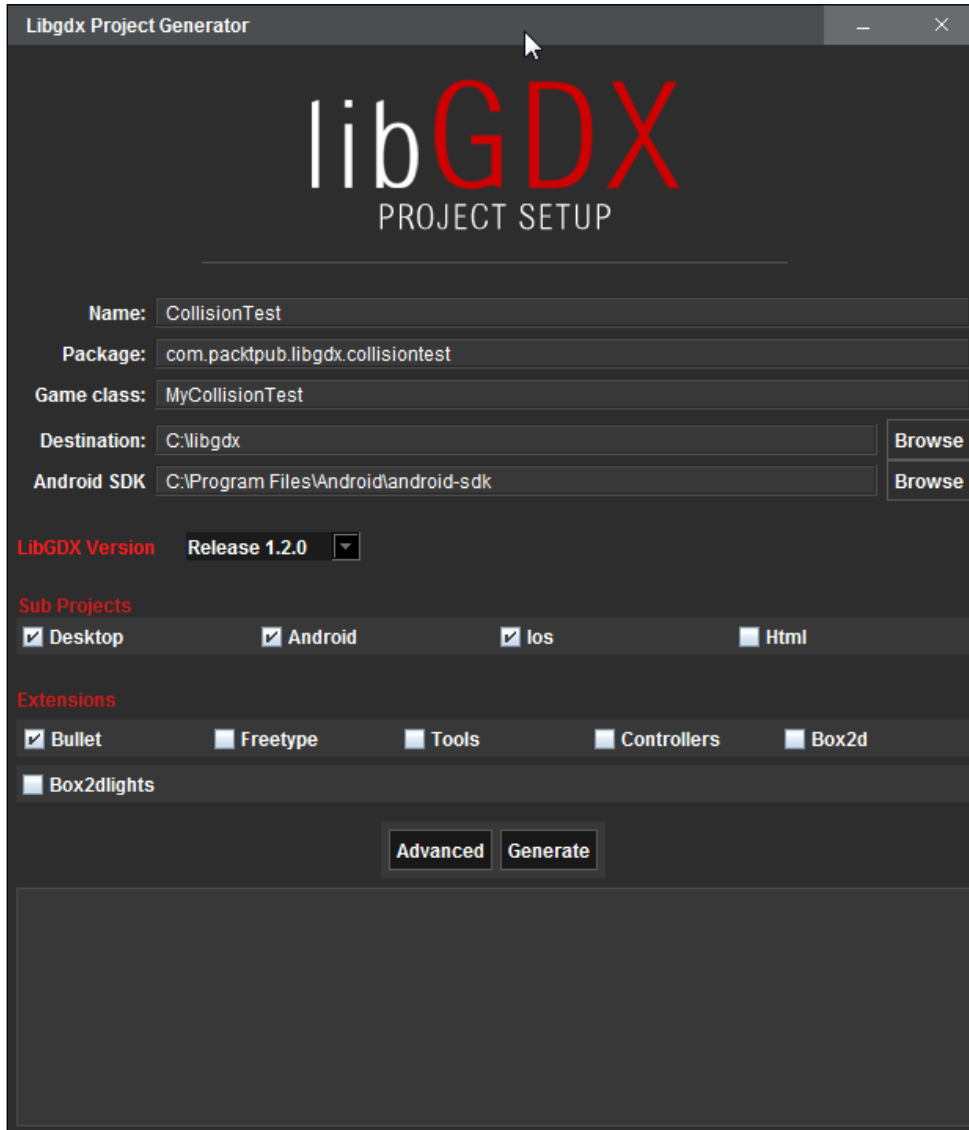 Libgdx Project Generator
libGDX
PROJECT SETUP
Name: CollisionTest
Package: com.packtpub.libgdx.collisiontest
Game class: MyCollisionTest
Destination: C:\libgdx Browse
Android SDK C:\Program Files\Android\android-sdk Browse
LibGDX Version Release 1.2.0
Sub Projects
Desktop Android Ios Html
Extensions
Bullet Freetype Tools Controllers Box2d
Box2dlights
Advanced Generate